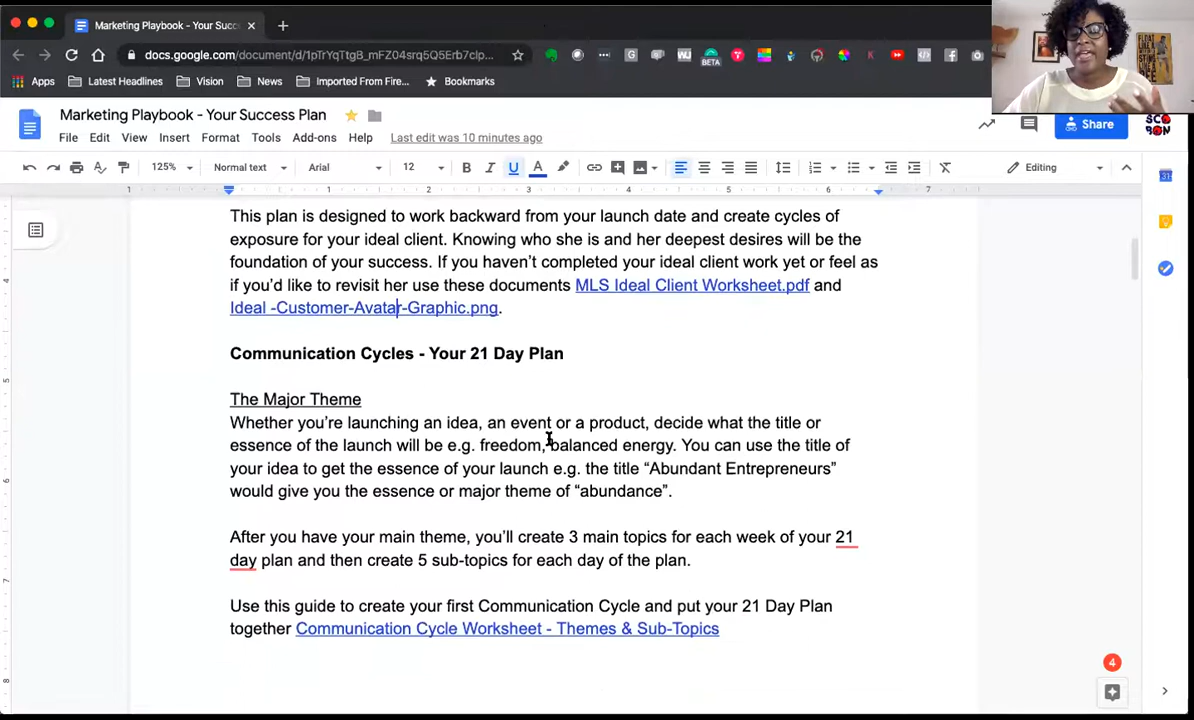 Marketing Playbook - Your Succ
docs.google.com/document/d/1pTrYqTtgB_mFZ04srq5Q5Erb7clp...
BETA
Apps Latest Headlines Vision News Imported From Fire... Bookmarks
Marketing Playbook - Your Success Plan
File Edit View Insert Format Tools Add-ons Help Last edit was 10 minutes ago
Share
125% Normal text Arial 12 B I U A Editing
1 1 2 3 4 5 6 7
This plan is designed to work backward from your launch date and create cycles of
exposure for your ideal client. Knowing who she is and her deepest desires will be the
foundation of your success. If you haven't completed your ideal client work yet or feel as
if you'd like to revisit her use these documents MLS Ideal Client Worksheet.pdf and
Ideal -Customer-Avatar-Graphic.png.
Communication Cycles - Your 21 Day Plan
The Major Theme
Whether you're launching an idea, an event or a product, decide what the title or
essence of the launch will be e.g. freedom, balanced energy. You can use the title of
your idea to get the essence of your launch e.g. the title “Abundant Entrepreneurs”
would give you the essence or major theme of “abundance”.
After you have your main theme, you'll create 3 main topics for each week of your 21
day plan and then create 5 sub-topics for each day of the plan.
Use this guide to create your first Communication Cycle and put your 21 Day Plan
together Communication Cycle Worksheet - Themes & Sub-Topics
4